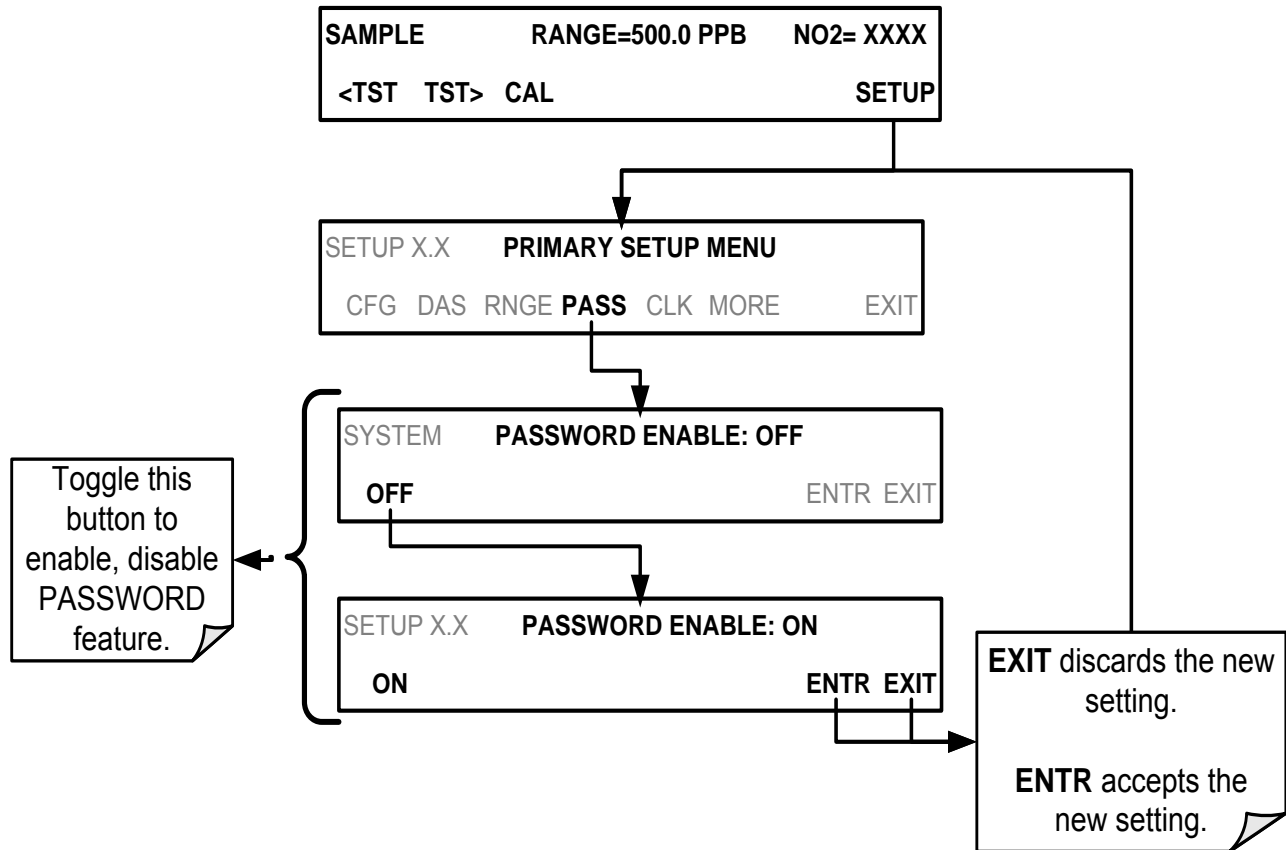 SAMPLE RANGE=500.0 PPB NO2= XXXX
<TST TST> CAL SETUP
SETUP X.X PRIMARY SETUP MENU
CFG DAS RNGE PASS CLK MORE EXIT
SYSTEM PASSWORD ENABLE: OFF
OFF ENTR EXIT
Toggle this
button to
enable, disable
PASSWORD
feature.
SETUP X.X PASSWORD ENABLE: ON
ON ENTR EXIT
EXIT discards the new
setting.
ENTR accepts the
new setting.